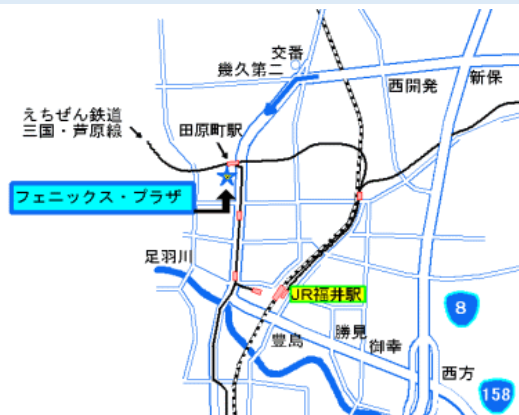 交番
幾久第二
西開発
新保
えちぜん鉄道
三国・芦原線
田原町駅
フェニックス・プラザ
足羽川
JR福井駅
8
豊島
勝見
御幸
西方
158